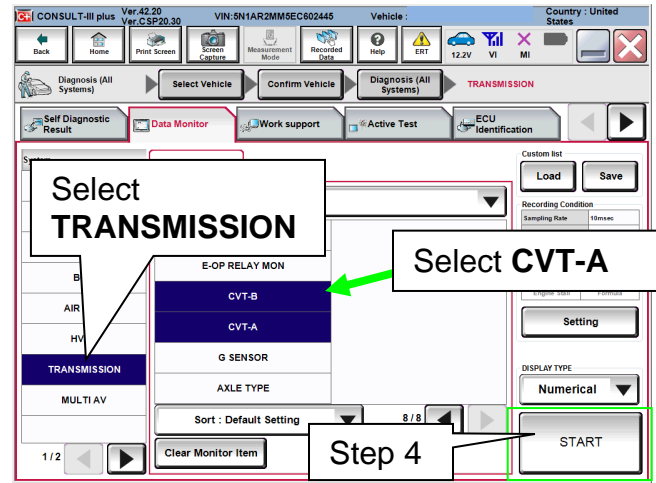 CONSULT-III plus Ver.42.20 Ver.CSP20.30 VIN:5N1AR2MM5EC602445 Vehicle : Country : United States
Back Home Print Screen Screen Capture Measurement Mode Recorded Data Help ERT 12.2V VI MI
Diagnosis (All Systems) Select Vehicle Confirm Vehicle Diagnosis (All Systems) TRANSMISSION
Self Diagnostic Result Data Monitor Work support Active Test ECU Identification
Custom list
Load Save
Recording Condition
Sampling Rate 10msec
Select
TRANSMISSION
Select CVT-A
E-OP RELAY MON
B
CVT-B
AIR
CVT-A
Setting
HV
G SENSOR
TRANSMISSION
DISPLAY TYPE
AXLE TYPE
Numerical
MULTI AV
Sort : Default Setting 8 / 8
Step 4
START
1 / 2
Clear Monitor Item